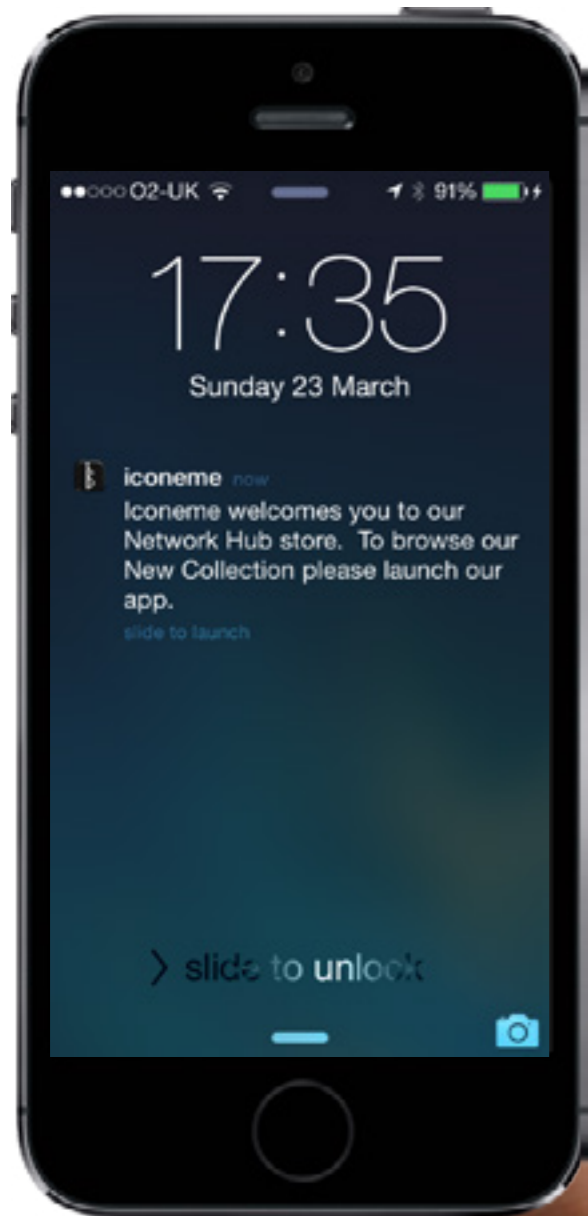 O2-UK 91%
17:35
Sunday 23 March
iconeme now
Iconeme welcomes you to our
Network Hub store.  To browse our
New Collection please launch our
app.
slide to launch
> slide to unlock